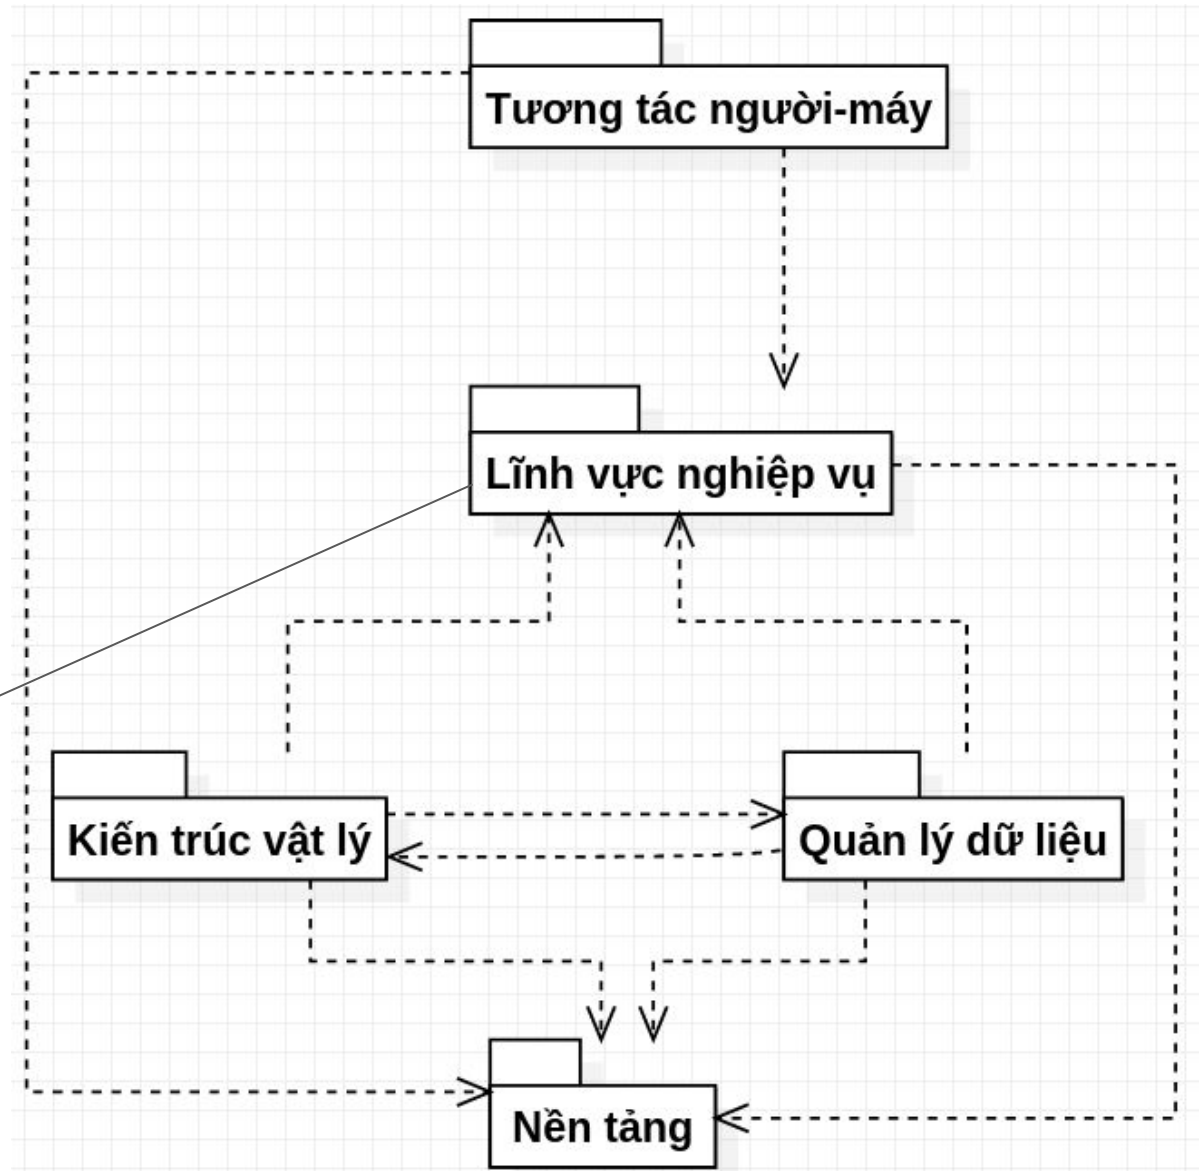 Tương tác người-máy
Lĩnh vực nghiệp vụ
Kiến trúc vật lý
Quản lý dữ liệu
Nền tảng